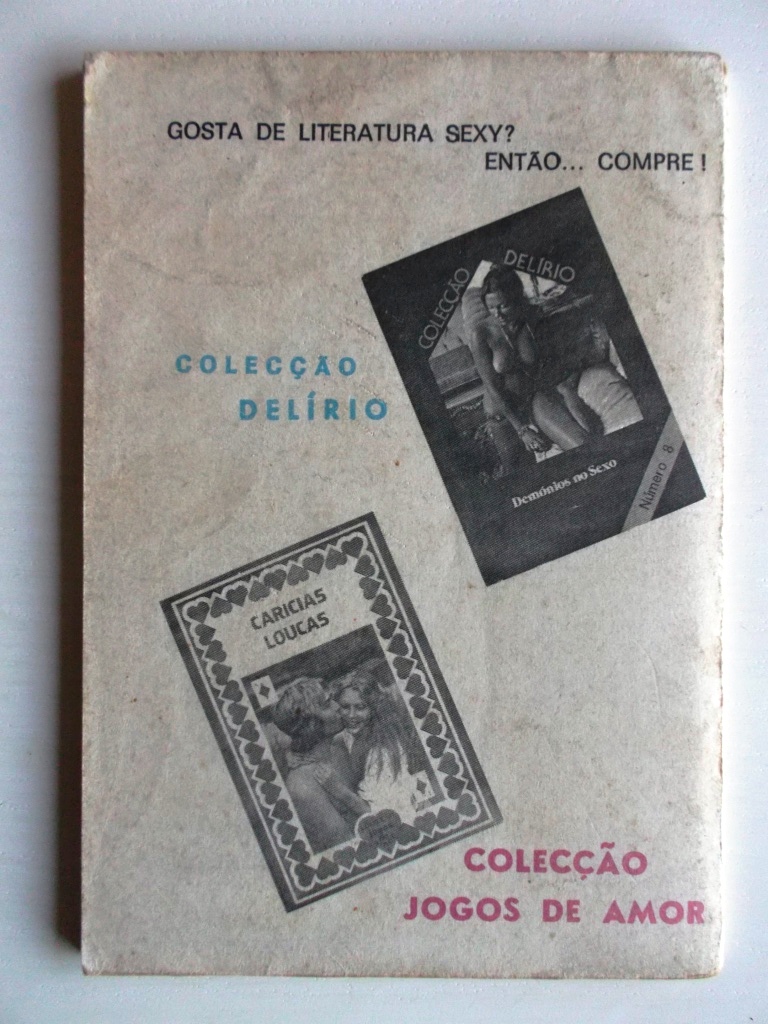 GOSTA DE LITERATURA SEXY?
ENTÃO... COMPRE!
COLECÇÃO DELÍRIO
Demónios no Sexo
Número 8
COLECÇÃO
DELÍRIO
CARICIAS
LOUCAS
COLECÇÃO
JOGOS DE AMOR